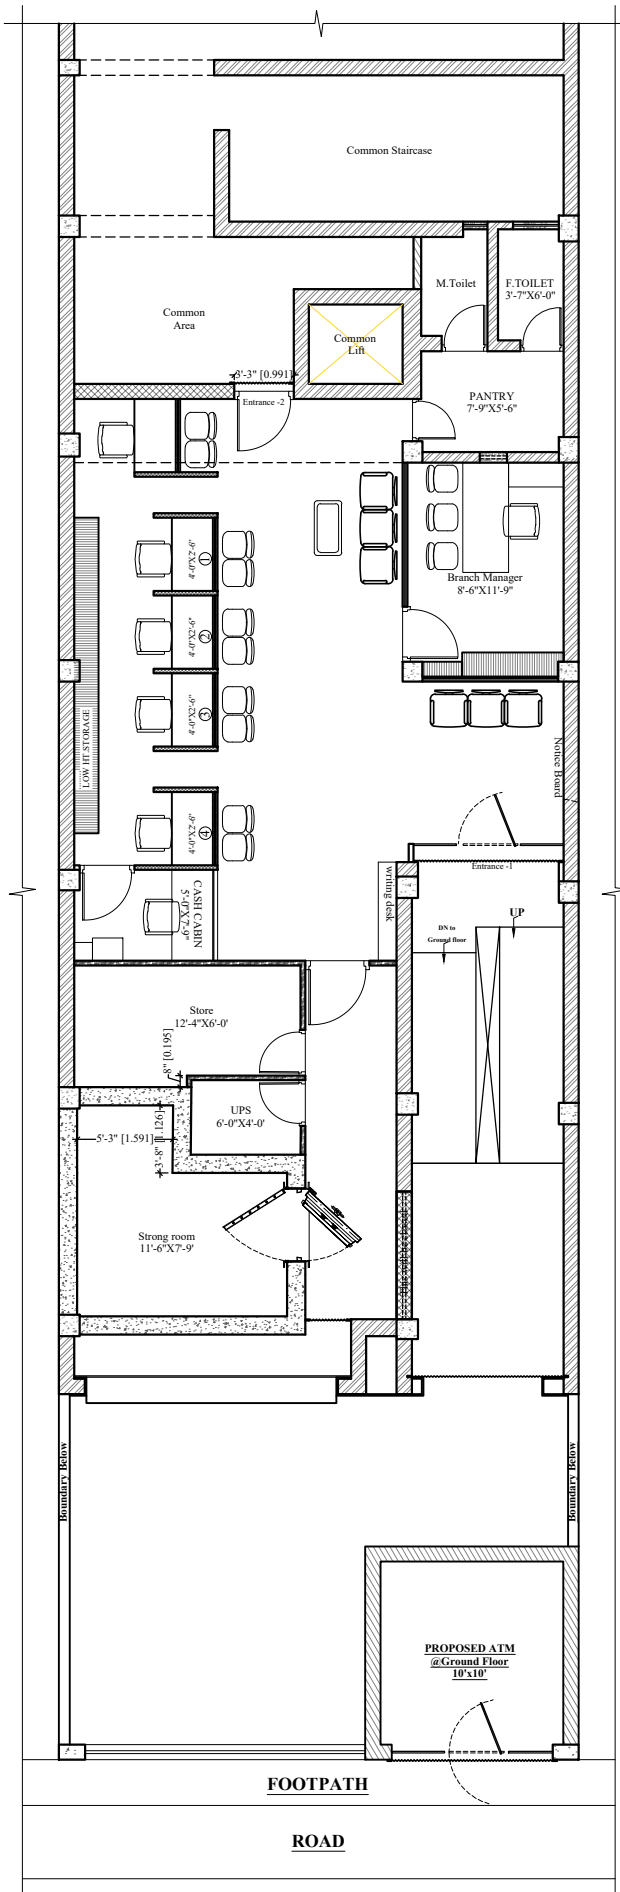 Common Staircase
M.Toilet
F.TOILET
3'-7"X6'-0"
Common
Area
Common
Lift
3'-3" [0.991]
Entrance -2
PANTRY
7'-9"X5'-6"
1
4'-0"X2'-6"
2
4'-0"X2'-6"
3
4'-0"X2'-6"
4
4'-0"X2'-6"
Branch Manager
8'-6"X11'-9"
LOW HT.STORAGE
Notice Board
Entrance -1
writing desk
CASH CABIN
5'-0"X7'-6"
UP
DN to
Ground floor
Store
12'-4"X6'-0'
8" [0.195]
UPS
6'-0"X4'-0'
5'-3" [1.591]
3'-8" [1.126]
Strong room
11'-6"X7'-9'
Boundary Below
Boundary Below
PROPOSED ATM
@Ground Floor
10'x10'
FOOTPATH
ROAD